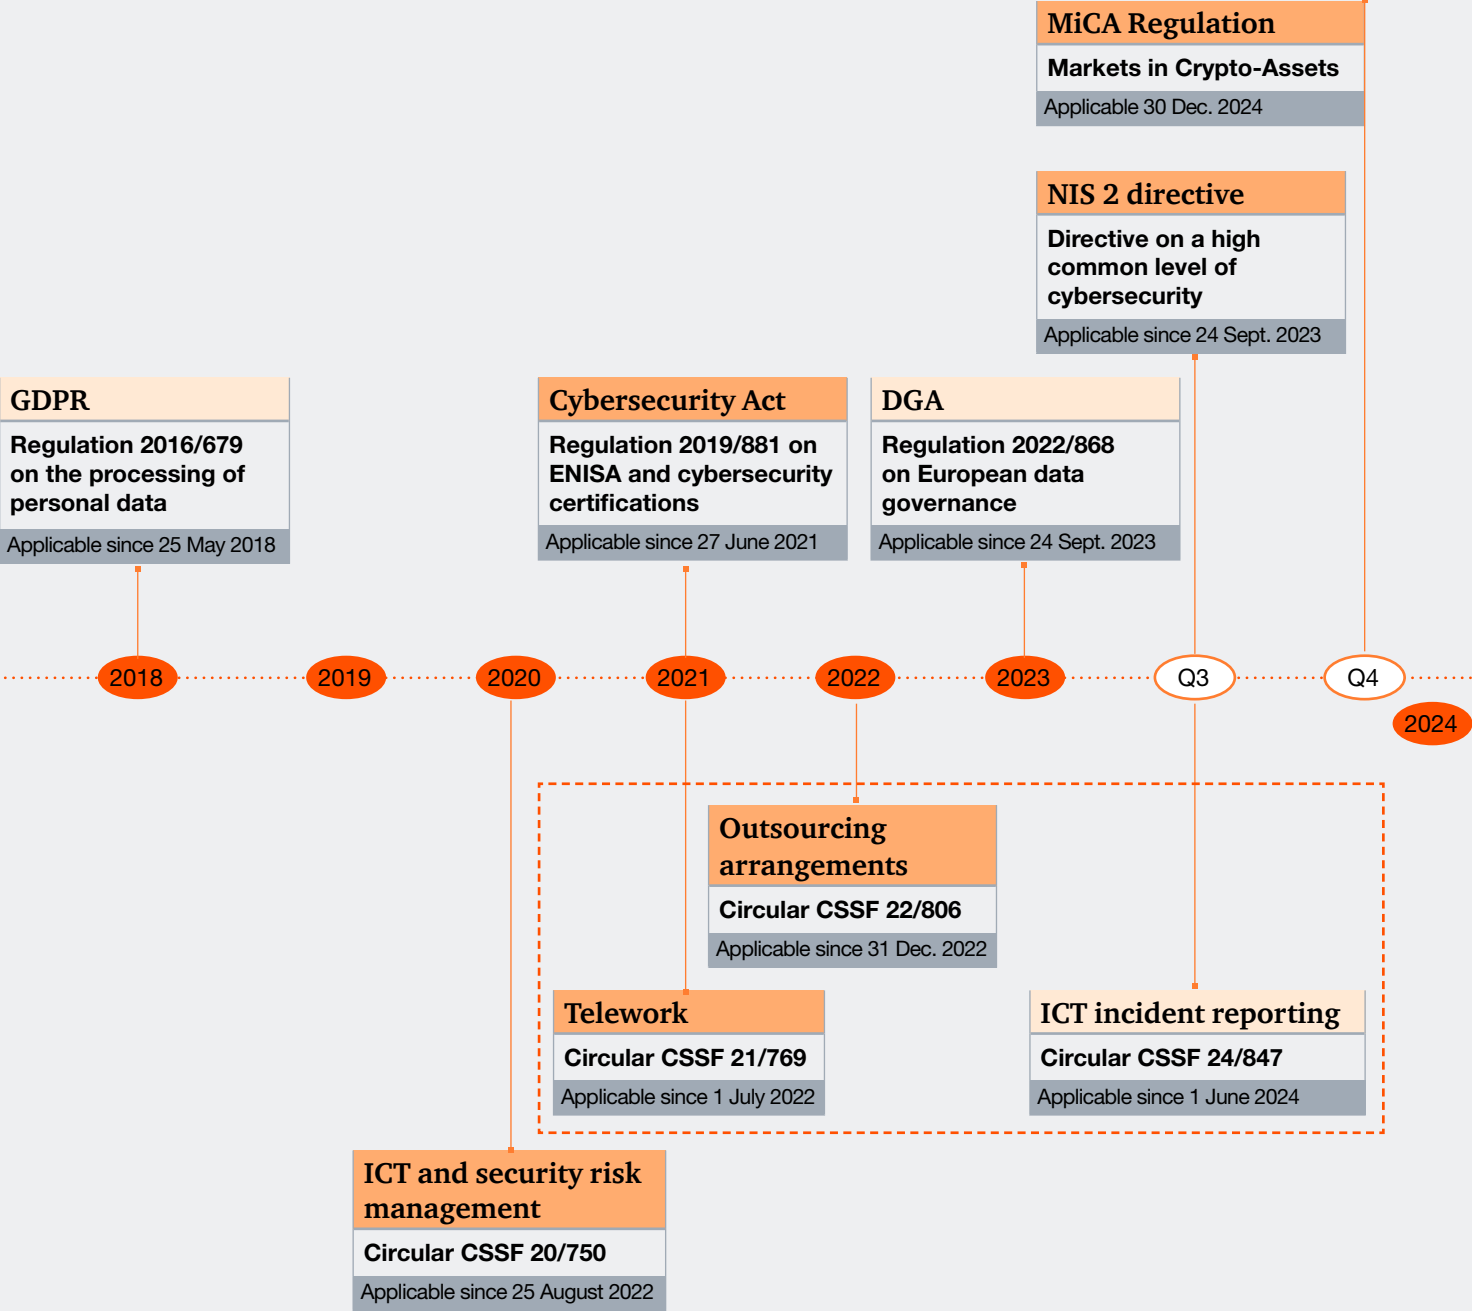 MiCA Regulation
Markets in Crypto-Assets
Applicable 30 Dec. 2024
NIS 2 directive
Directive on a high
common level of
cybersecurity
Applicable since 24 Sept. 2023
GDPR
Regulation 2016/679
on the processing of
personal data
Applicable since 25 May 2018
Cybersecurity Act
Regulation 2019/881 on
ENISA and cybersecurity
certifications
Applicable since 27 June 2021
DGA
Regulation 2022/868
on European data
governance
Applicable since 24 Sept. 2023
2018
2019
2020
2021
2022
2023
Q3
Q4
2024
Outsourcing
arrangements
Circular CSSF 22/806
Applicable since 31 Dec. 2022
Telework
Circular CSSF 21/769
Applicable since 1 July 2022
ICT incident reporting
Circular CSSF 24/847
Applicable since 1 June 2024
ICT and security risk
management
Circular CSSF 20/750
Applicable since 25 August 2022